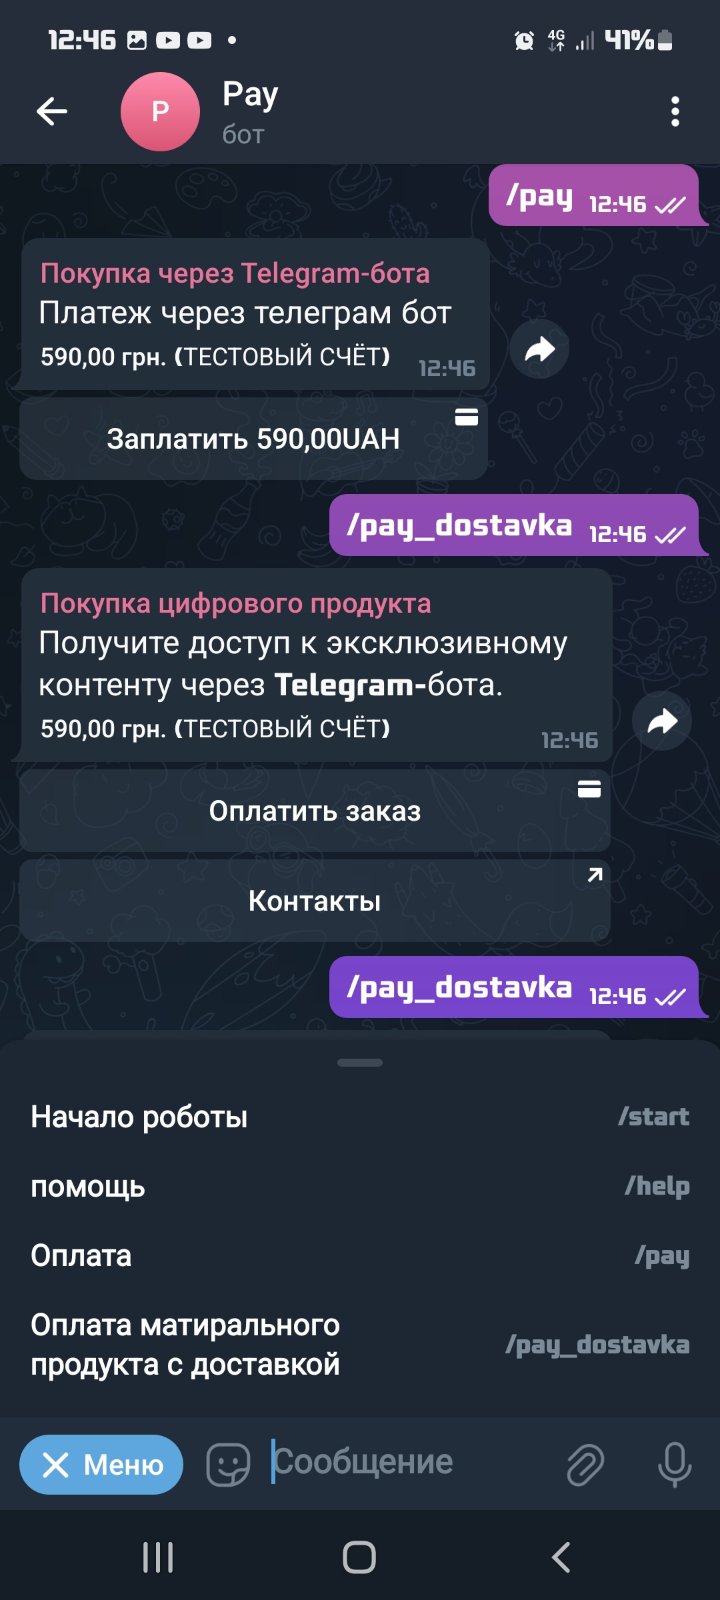 12:46
4G
41%
P
Pay
бот
/pay 12:46
Покупка через Telegram-бота
Платеж через телеграм бот
590,00 грн. (ТЕСТОВЫЙ СЧЁТ) 12:46
Заплатить 590,00UAH
/pay_dostavka 12:46
Покупка цифрового продукта
Получите доступ к эксклюзивному
контенту через Telegram-бота.
590,00 грн. (ТЕСТОВЫЙ СЧЁТ) 12:46
Оплатить заказ
Контакты
/pay_dostavka 12:46
Начало роботы /start
помощь /help
Оплата /pay
Оплата матирального
продукта с доставкой /pay_dostavka
Меню
Сообщение